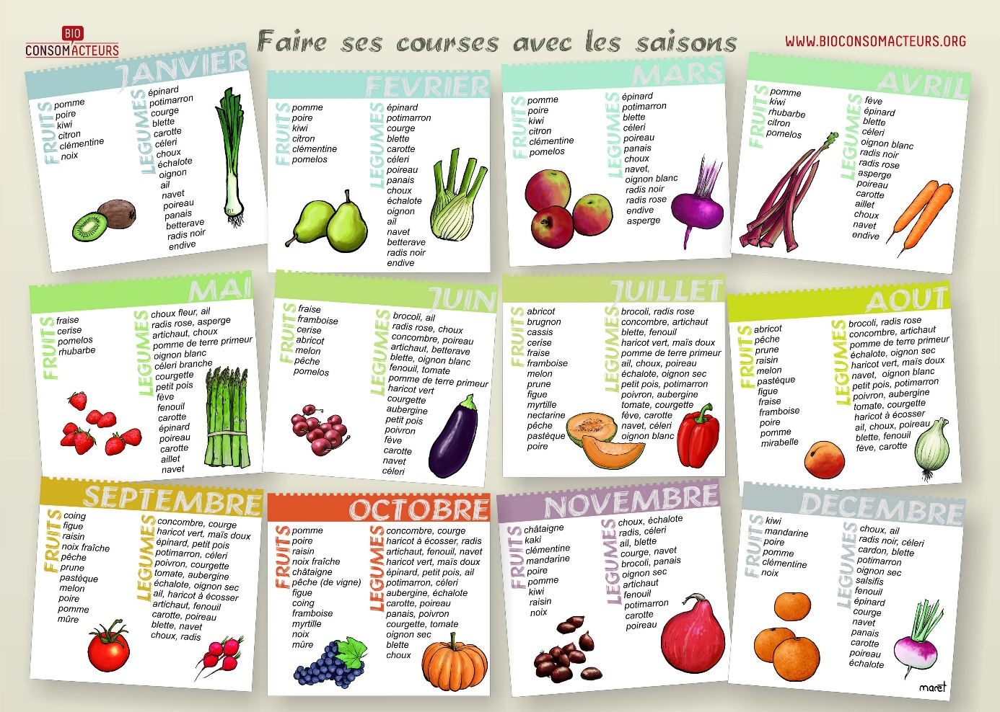 BIO
CONSOMACTEURS
Faire ses courses avec les saisons
WWW.BIOCONSOMACTEURS.ORG
JANVIER
FRUITS
pomme
poire
kiwi
citron
clémentine
noix
LEGUMES
épinard
potimarron
courge
blette
carotte
céleri
choux
échalote
oignon
ail
navet
poireau
panais
betterave
radis noir
endive
FEVRIER
FRUITS
pomme
poire
kiwi
citron
clémentine
pomelos
LEGUMES
épinard
potimarron
courge
blette
carotte
céleri
poireau
panais
choux
échalote
oignon
ail
navet
betterave
radis noir
endive
MARS
FRUITS
pomme
poire
kiwi
citron
clémentine
pomelos
LEGUMES
épinard
potimarron
blette
céleri
poireau
panais
choux
navet,
oignon blanc
radis noir
radis rose
endive
asperge
AVRIL
FRUITS
pomme
kiwi
rhubarbe
citron
pomelos
LEGUMES
fève
épinard
blette
céleri
oignon blanc
radis noir
radis rose
asperge
poireau
carotte
aillet
choux
navet
endive
MAI
FRUITS
fraise
cerise
pomelos
rhubarbe
LEGUMES
choux fleur, ail
radis rose, asperge
artichaut, choux
pomme de terre primeur
oignon blanc
céleri branche
courgette
petit pois
fève
fenouil
carotte
épinard
poireau
carotte
aillet
navet
JUIN
FRUITS
fraise
framboise
cerise
abricot
melon
pêche
pomelos
LEGUMES
brocoli, ail
radis rose, choux
concombre, poireau
artichaut, betterave
blette, oignon blanc
fenouil, tomate
pomme de terre primeur
haricot vert
courgette
aubergine
petit pois
poivron
fève
carotte
navet
céleri
JUILLET
FRUITS
abricot
brugnon
cassis
cerise
fraise
framboise
melon
prune
figue
myrtille
nectarine
pêche
pastèque
poire
LEGUMES
brocoli, radis rose
concombre, artichaut
blette, fenouil
haricot vert, maïs doux
pomme de terre primeur
ail, choux, poireau
échalote, oignon sec
petit pois, potimarron
poivron, aubergine
tomate, courgette
fève, carotte
navet, céleri
oignon blanc
AOUT
FRUITS
abricot
pêche
prune
raisin
melon
pastèque
figue
fraise
framboise
poire
pomme
mirabelle
LEGUMES
brocoli, radis rose
concombre, artichaut
pomme de terre primeur
échalote, oignon sec
haricot vert, maïs doux
navet, oignon blanc
petit pois, potimarron
poivron, aubergine
tomate, courgette
haricot à écosser
ail, choux, poireau
blette, fenouil
fève, carotte
SEPTEMBRE
FRUITS
coing
figue
raisin
noix fraîche
pêche
prune
pastèque
melon
poire
pomme
mûre
LEGUMES
concombre, courge
haricot vert, maïs doux
épinard, petit pois
potimarron, céleri
poivron, courgette
tomate, aubergine
échalote, oignon sec
ail, haricot à écosser
artichaut, fenouil
carotte, poireau
blette, navet
choux, radis
OCTOBRE
FRUITS
pomme
poire
raisin
noix fraîche
châtaigne
pêche (de vigne)
figue
coing
framboise
myrtille
noix
mûre
LEGUMES
concombre, courge
haricot à écosser, radis
artichaut, fenouil, navet
haricot vert, maïs doux
épinard, petit pois, ail
potimarron, céleri
aubergine, échalote
carotte, poireau
panais, poivron
courgette, tomate
oignon sec
blette
choux
NOVEMBRE
FRUITS
châtaigne
kaki
clémentine
mandarine
poire
pomme
kiwi
raisin
noix
LEGUMES
choux, échalote
radis, céleri
ail, blette
courge, navet
brocoli, panais
oignon sec
artichaut
fenouil
potimarron
carotte
poireau
DECEMBRE
FRUITS
kiwi
mandarine
poire
pomme
clémentine
noix
LEGUMES
choux, ail
radis noir, céleri
cardon, blette
potimarron
oignon sec
salsifis
fenouil
épinard
courge
navet
panais
carotte
poireau
échalote
maret